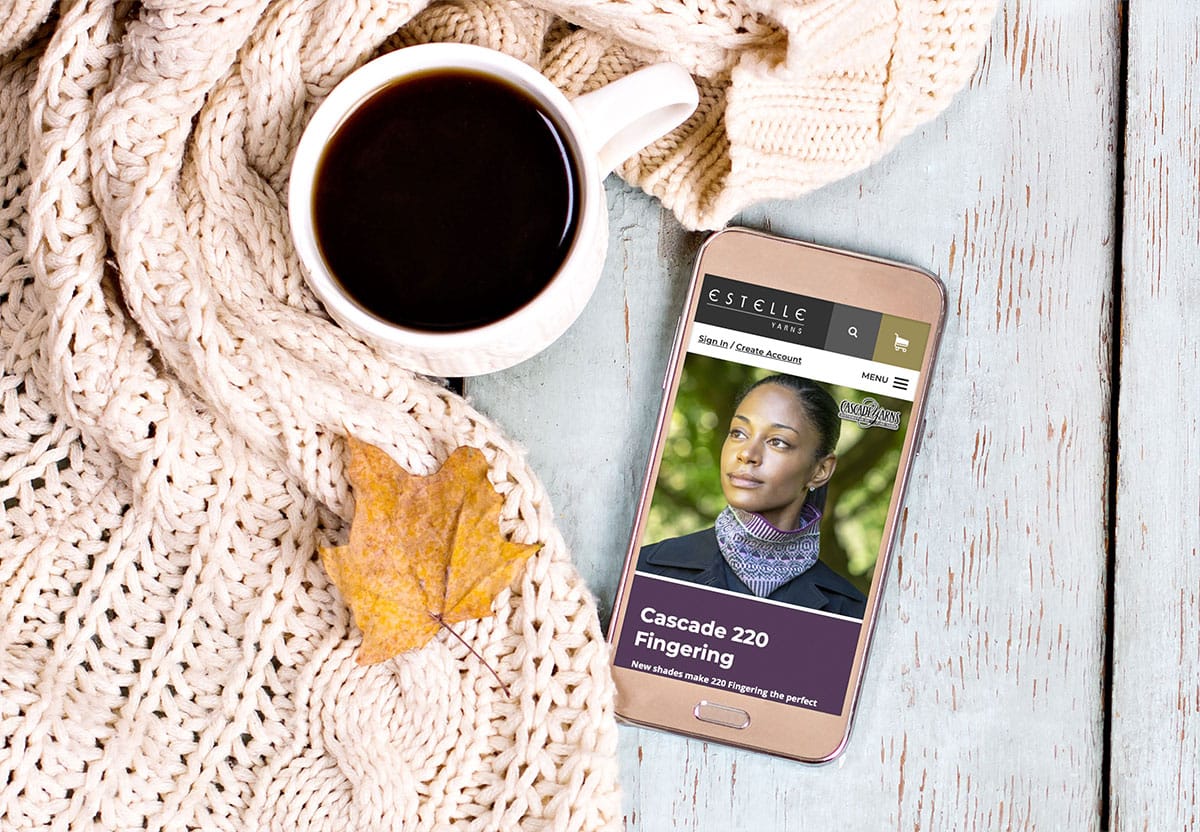 ESTELLE
YARNS
Sign In / Create Account
MENU
CASCADE YARNS
Cascade 220
Fingering
New shades make 220 Fingering the perfect